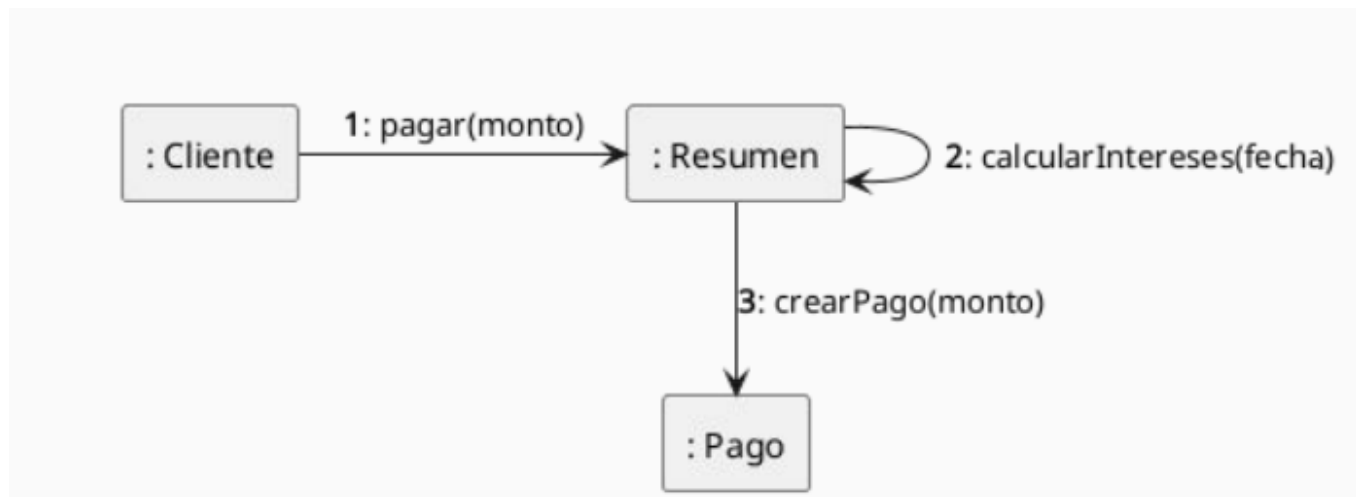 1: pagar(monto)
: Cliente
: Resumen
2: calcularIntereses(fecha)
3: crearPago(monto)
: Pago